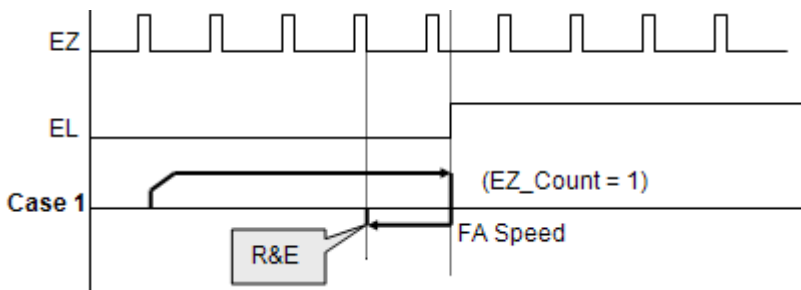 EZ
EL
(EZ_Count = 1)
Case 1
FA Speed
R&E